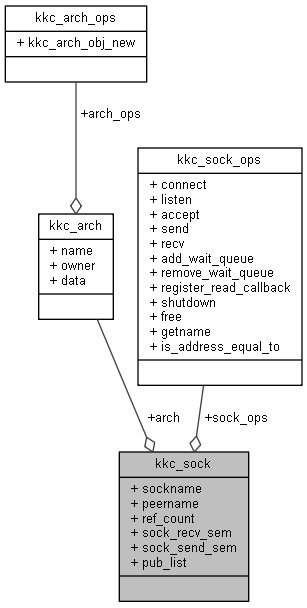 kkc_arch_ops
+ kkc_arch_obj_new
+arch_ops
kkc_sock_ops
+ connect
+ listen
+ accept
+ send
+ recv
+ add_wait_queue
+ remove_wait_queue
+ register_read_callback
+ shutdown
+ free
+ getname
+ is_address_equal_to
kkc_arch
+ name
+ owner
+ data
+arch
+sock_ops
kkc_sock
+ sockname
+ peername
+ ref_count
+ sock_recv_sem
+ sock_send_sem
+ pub_list